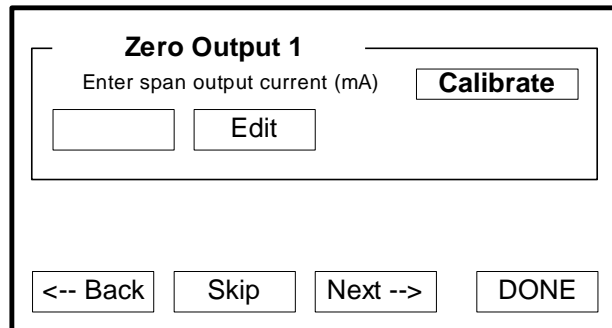 Zero Output 1
Enter span output current (mA)
Calibrate
Edit
<-- Back
Skip
Next -->
DONE